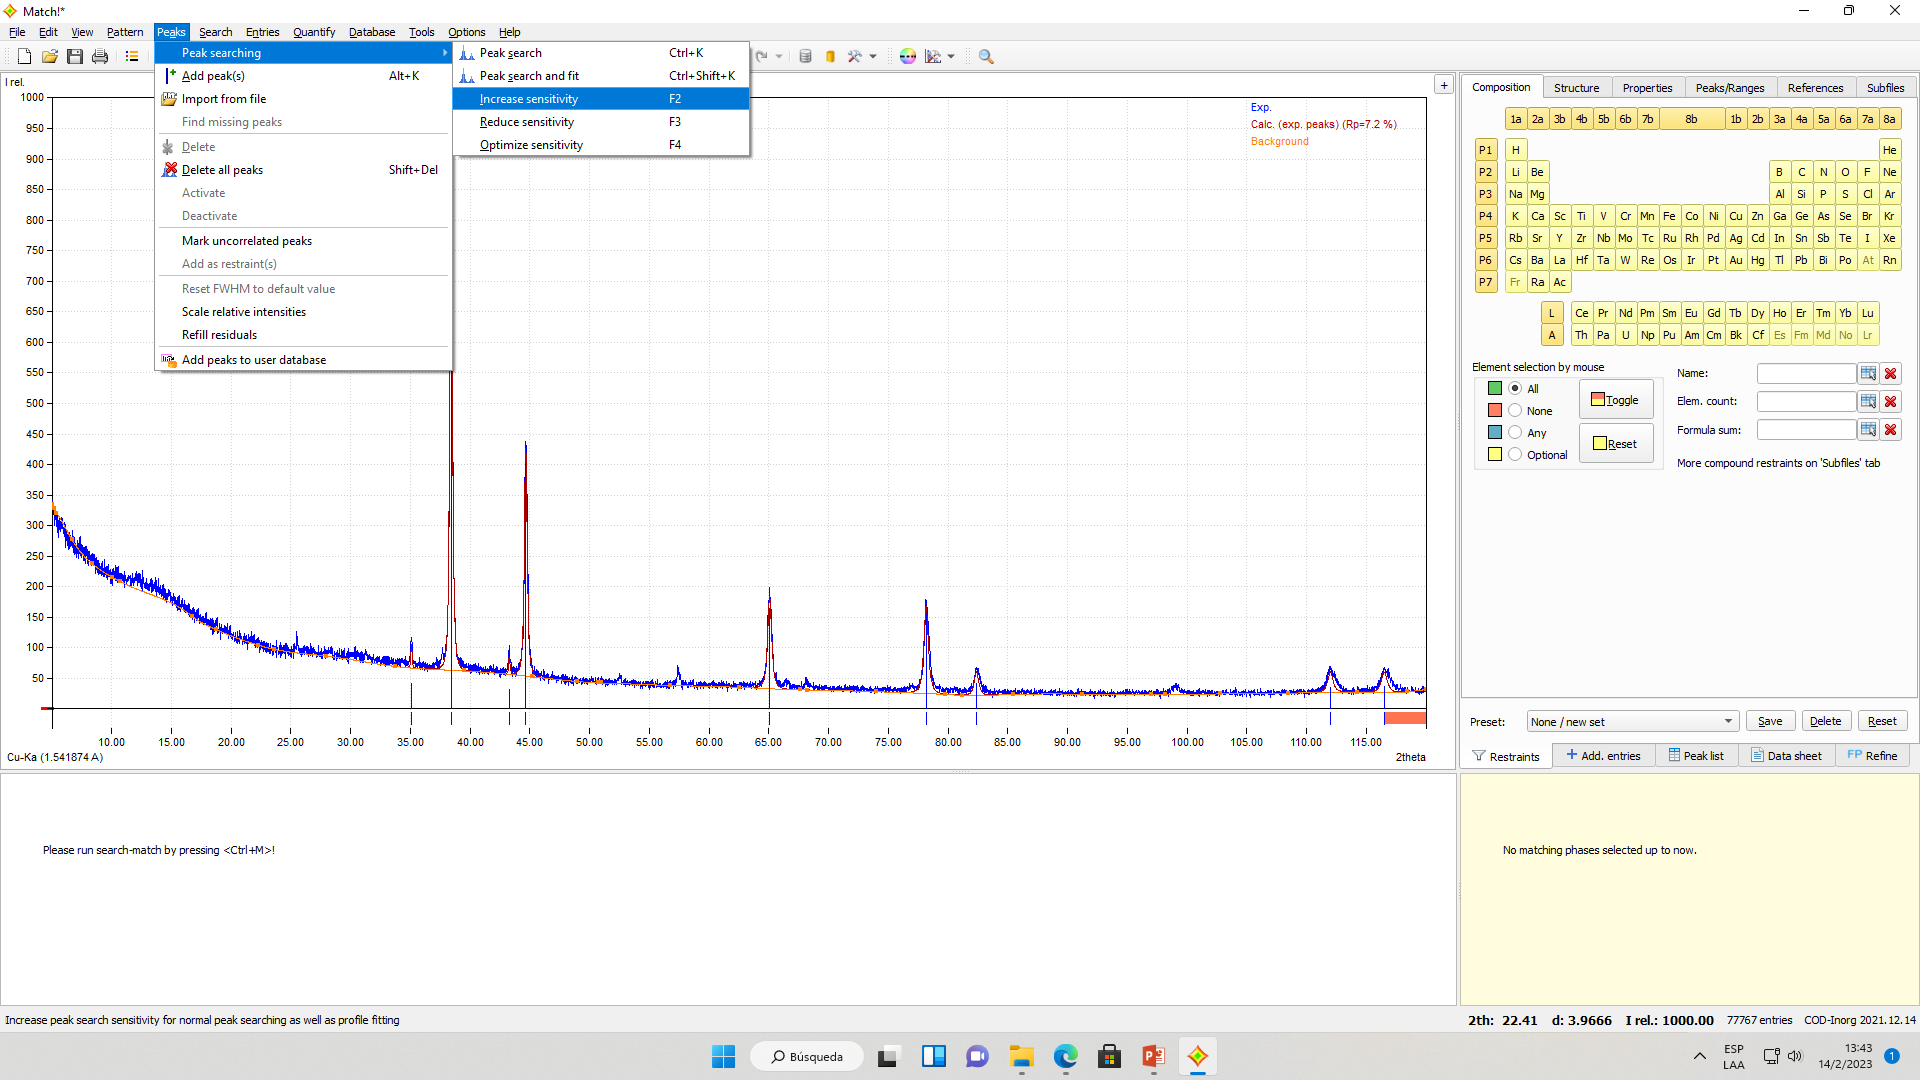 Match!*
File Edit View Pattern Peaks Search Entries Quantify Database Tools Options Help
Peak searching
Add peak(s) Alt+K
Import from file
Find missing peaks
Delete
Delete all peaks Shift+Del
Activate
Deactivate
Mark uncorrelated peaks
Add as restraint(s)
Reset FWHM to default value
Scale relative intensities
Refill residuals
Add peaks to user database
Peak search Ctrl+K
Peak search and fit Ctrl+Shift+K
Increase sensitivity F2
Reduce sensitivity F3
Optimize sensitivity F4
I rel.
1000
950
900
850
800
750
700
650
600
550
500
450
400
350
300
250
200
150
100
50
Exp.
Calc. (exp. peaks) (Rp=7.2 %)
Background
10.00 15.00 20.00 25.00 30.00 35.00 40.00 45.00 50.00 55.00 60.00 65.00 70.00 75.00 80.00 85.00 90.00 95.00 100.00 105.00 110.00 115.00
Cu-Ka (1.541874 A) 2theta
+
Composition Structure Properties Peaks/Ranges References Subfiles
1a 2a 3b 4b 5b 6b 7b 8b 1b 2b 3a 4a 5a 6a 7a 8a
P1 H He
P2 Li Be B C N O F Ne
P3 Na Mg Al Si P S Cl Ar
P4 K Ca Sc Ti V Cr Mn Fe Co Ni Cu Zn Ga Ge As Se Br Kr
P5 Rb Sr Y Zr Nb Mo Tc Ru Rh Pd Ag Cd In Sn Sb Te I Xe
P6 Cs Ba La Hf Ta W Re Os Ir Pt Au Hg Tl Pb Bi Po At Rn
P7 Fr Ra Ac
L Ce Pr Nd Pm Sm Eu Gd Tb Dy Ho Er Tm Yb Lu
A Th Pa U Np Pu Am Cm Bk Cf Es Fm Md No Lr
Element selection by mouse
All
None
Any
Optional
Toggle
Reset
Name:
Elem. count:
Formula sum:
More compound restraints on 'Subfiles' tab
Preset: None / new set Save Delete Reset
Restraints Add. entries Peak list Data sheet FP Refine
Please run search-match by pressing <Ctrl+M>!
No matching phases selected up to now.
Increase peak search sensitivity for normal peak searching as well as profile fitting
2th: 22.41 d: 3.9666 I rel.: 1000.00 77767 entries COD-Inorg 2021.12.14
Búsqueda
ESP
LAA
13:43
14/2/2023
1